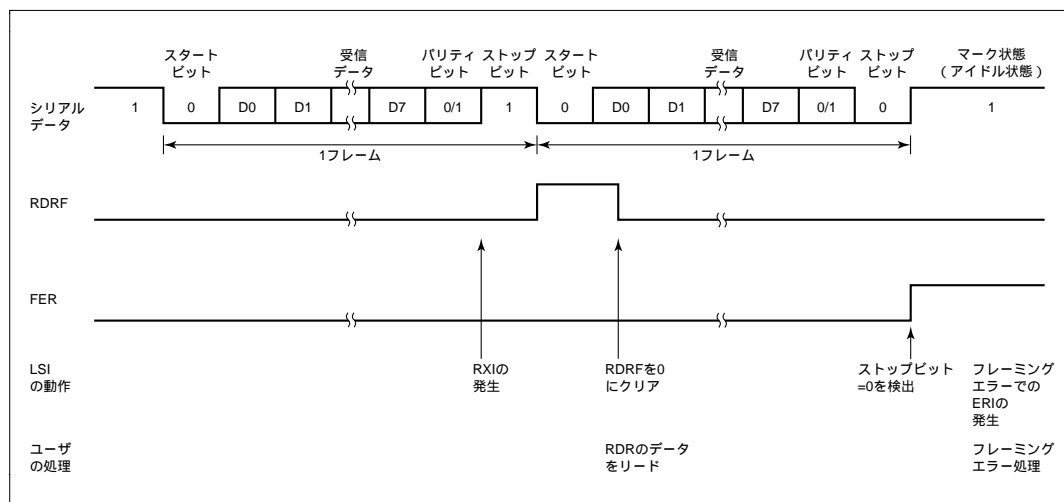 スタート
ビット
受信
データ
パリティ
ビット
ストップ
ビット
スタート
ビット
受信
データ
パリティ
ビット
ストップ
ビット
マーク状態
（アイドル状態）
シリアル
データ
1 0 D0 D1 D7 0/1 1 0 D0 D1 D7 0/1 0 1
1フレーム 1フレーム
RDRF
FER
LSI
の動作
RXIの
発生
RDRFを0
にクリア
ストップビット
=0を検出
フレーミング
エラーでの
ERIの
発生
ユーザ
の処理
RDRのデータ
をリード
フレーミング
エラー処理